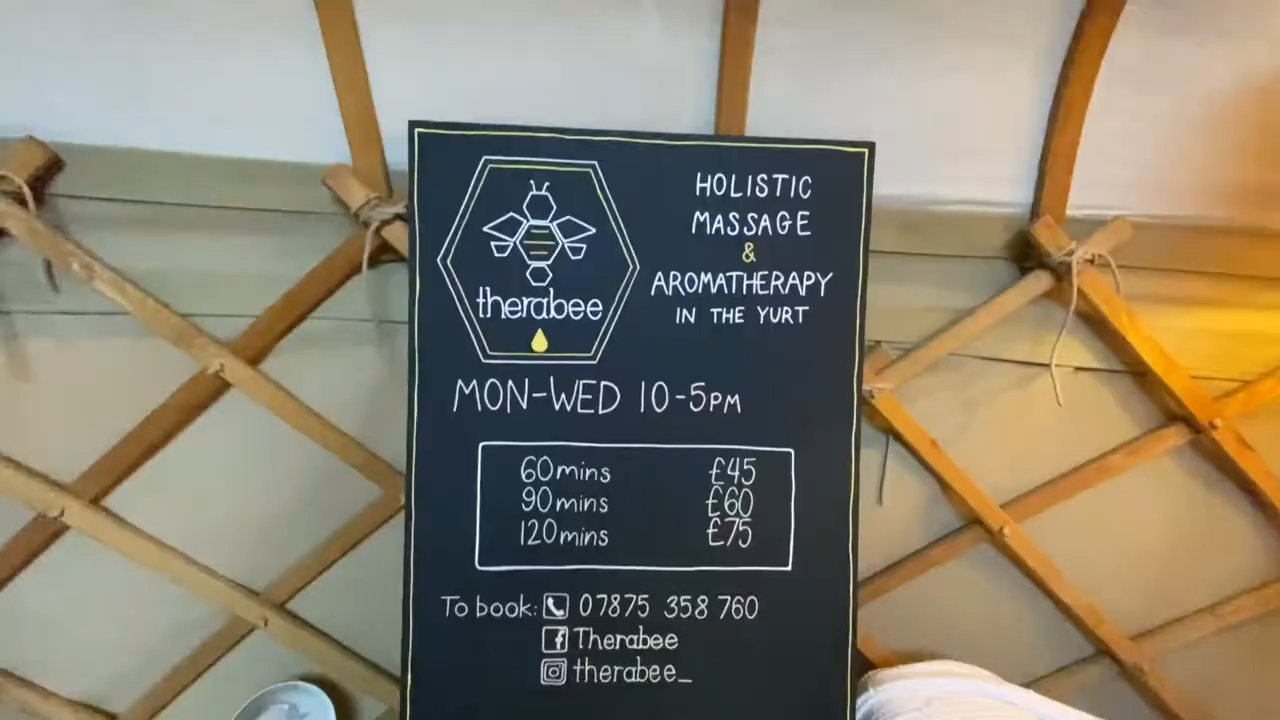 therabee
HOLISTIC
MASSAGE
&
AROMATHERAPY
IN THE YURT
MON-WED 10-5PM
60mins £45
90mins £60
120mins £75
To book: 07875 358 760
Therabee
therabee_